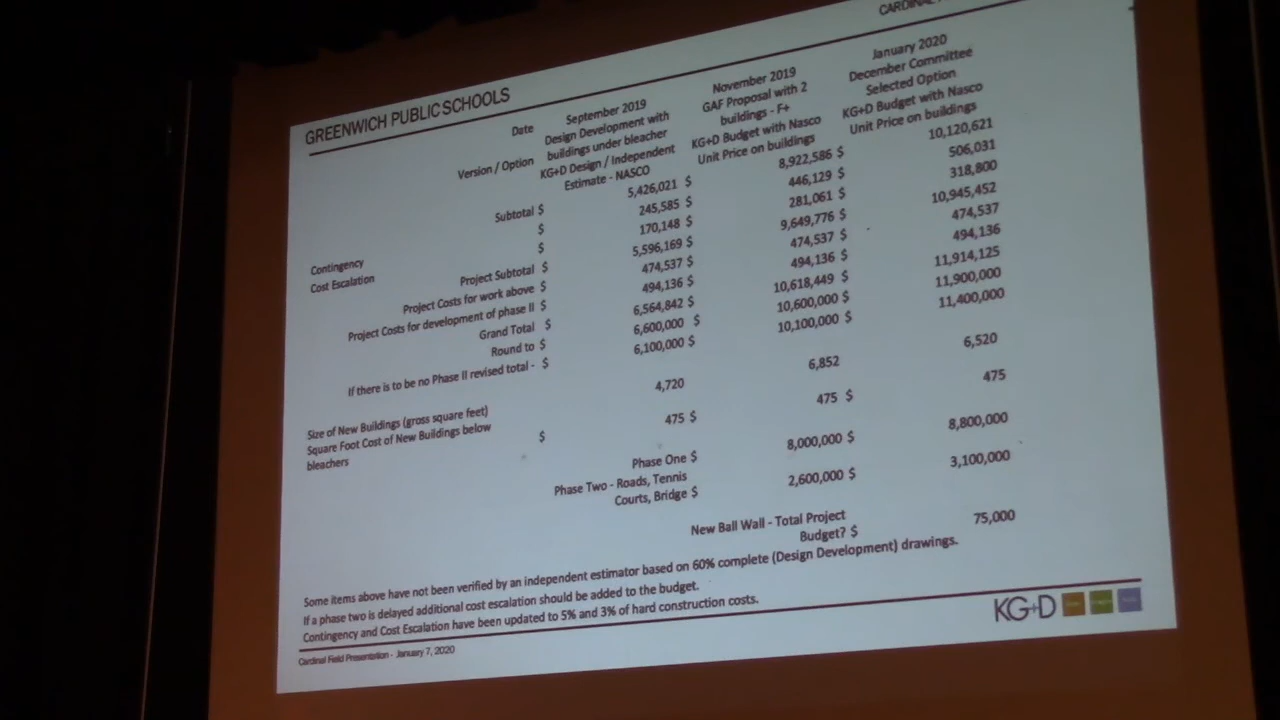 CARDINAL
GREENWICH PUBLIC SCHOOLS
Date September 2019 November 2019 January 2020
Version / Option Design Development with buildings under bleacher GAF Proposal with 2 buildings - F+ December Committee Selected Option
KG+D Design / Independent Estimate - NASCO KG+D Budget with Nasco Unit Price on buildings KG+D Budget with Nasco Unit Price on buildings
Subtotal $ 5,426,021 $ 8,922,586 $ 10,120,621
Contingency $ 245,585 $ 446,129 $ 506,031
Cost Escalation $ 170,148 $ 281,061 $ 318,800
Project Subtotal $ 5,596,169 $ 9,649,776 $ 10,945,452
Project Costs for work above $ 474,537 $ 474,537 $ 474,537
Project Costs for development of phase II $ 494,136 $ 494,136 $ 494,136
Grand Total $ 6,564,842 $ 10,618,449 $ 11,914,125
Round to $ 6,600,000 $ 10,600,000 $ 11,900,000
If there is to be no Phase II revised total - $ 6,100,000 $ 10,100,000 $ 11,400,000
Size of New Buildings (gross square feet) 4,720 6,852 6,520
Square Foot Cost of New Buildings below
bleachers $ 475 $ 475 $ 475
Phase One $ 8,000,000 $ 8,800,000
Phase Two - Roads, Tennis
Courts, Bridge $ 2,600,000 $ 3,100,000
New Ball Wall - Total Project
Budget? $ 75,000
Some items above have not been verified by an independent estimator based on 60% complete (Design Development) drawings.
If a phase two is delayed additional cost escalation should be added to the budget.
Contingency and Cost Escalation have been updated to 5% and 3% of hard construction costs.
Cardinal Field Presentation - January 7, 2020
KG+D